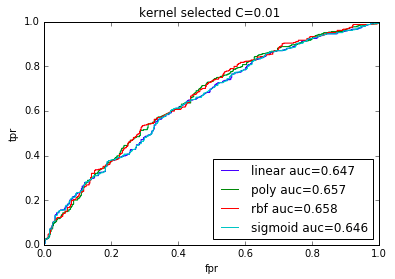 kernel selected C=0.01
1.0
0.8
0.6
0.4
0.2
0.0
tpr
0.0 0.2 0.4 0.6 0.8 1.0
fpr
linear auc=0.647
poly auc=0.657
rbf auc=0.658
sigmoid auc=0.646